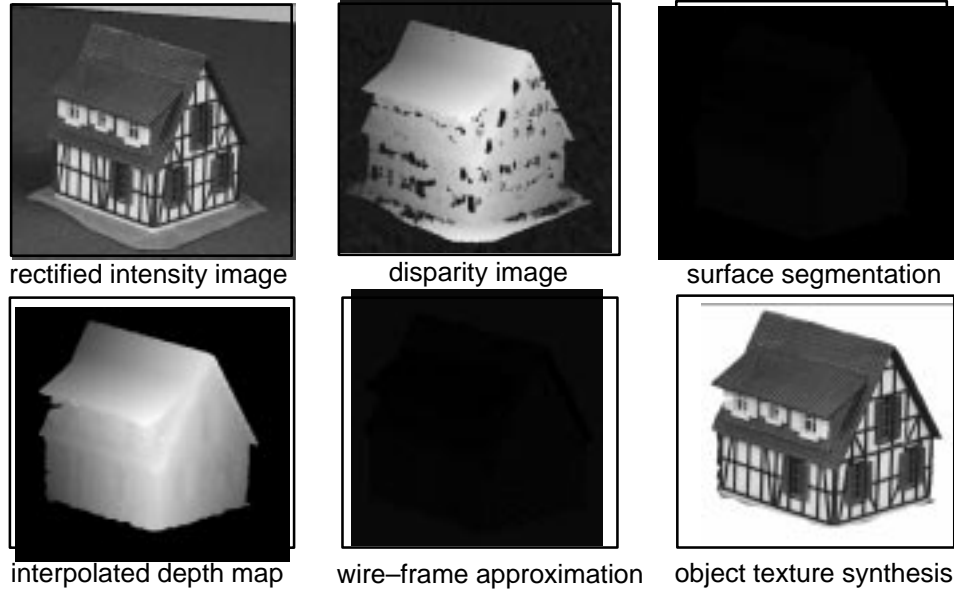 rectified intensity image
disparity image
surface segmentation
interpolated depth map
wire–frame approximation
object texture synthesis